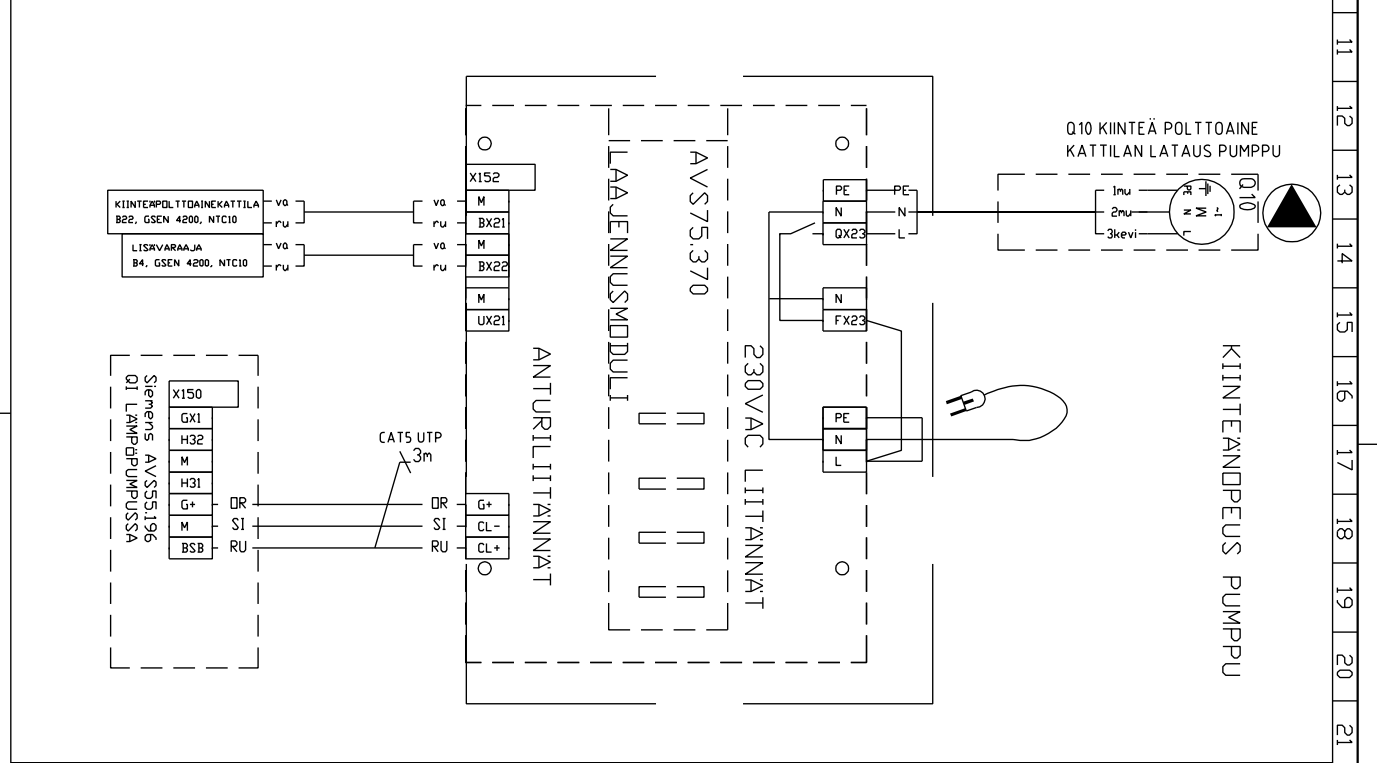 11
12
13
14
15
16
17
18
19
20
21
Q10 KIINTEÄ POLTTOAINE
KATTILAN LATAUS PUMPPU
Q10
1mu
2mu
3kevi
PE
N
L
M
~1
KIINTEÄNOPEUS PUMPPU
KIINTEÄPOLTTOAINEKATTILA
B22, GSEN 4200, NTC10
LISÄVARAAJA
B4, GSEN 4200, NTC10
va
ru
va
ru
va
ru
va
ru
X152
M
BX21
M
BX22
M
UX21
ANTURILIITÄNNÄT
LAAJENNUSMODULI
AVS75.370
230VAC LIITÄNNÄT
PE
N
QX23
PE
N
L
N
FX23
PE
N
L
Siemens AVS55.196
QI LÄMPÖPUMPUSSA
X150
GX1
H32
M
H31
G+
M
BSB
OR
SI
RU
CAT5 UTP
3m
OR
SI
RU
G+
CL-
CL+